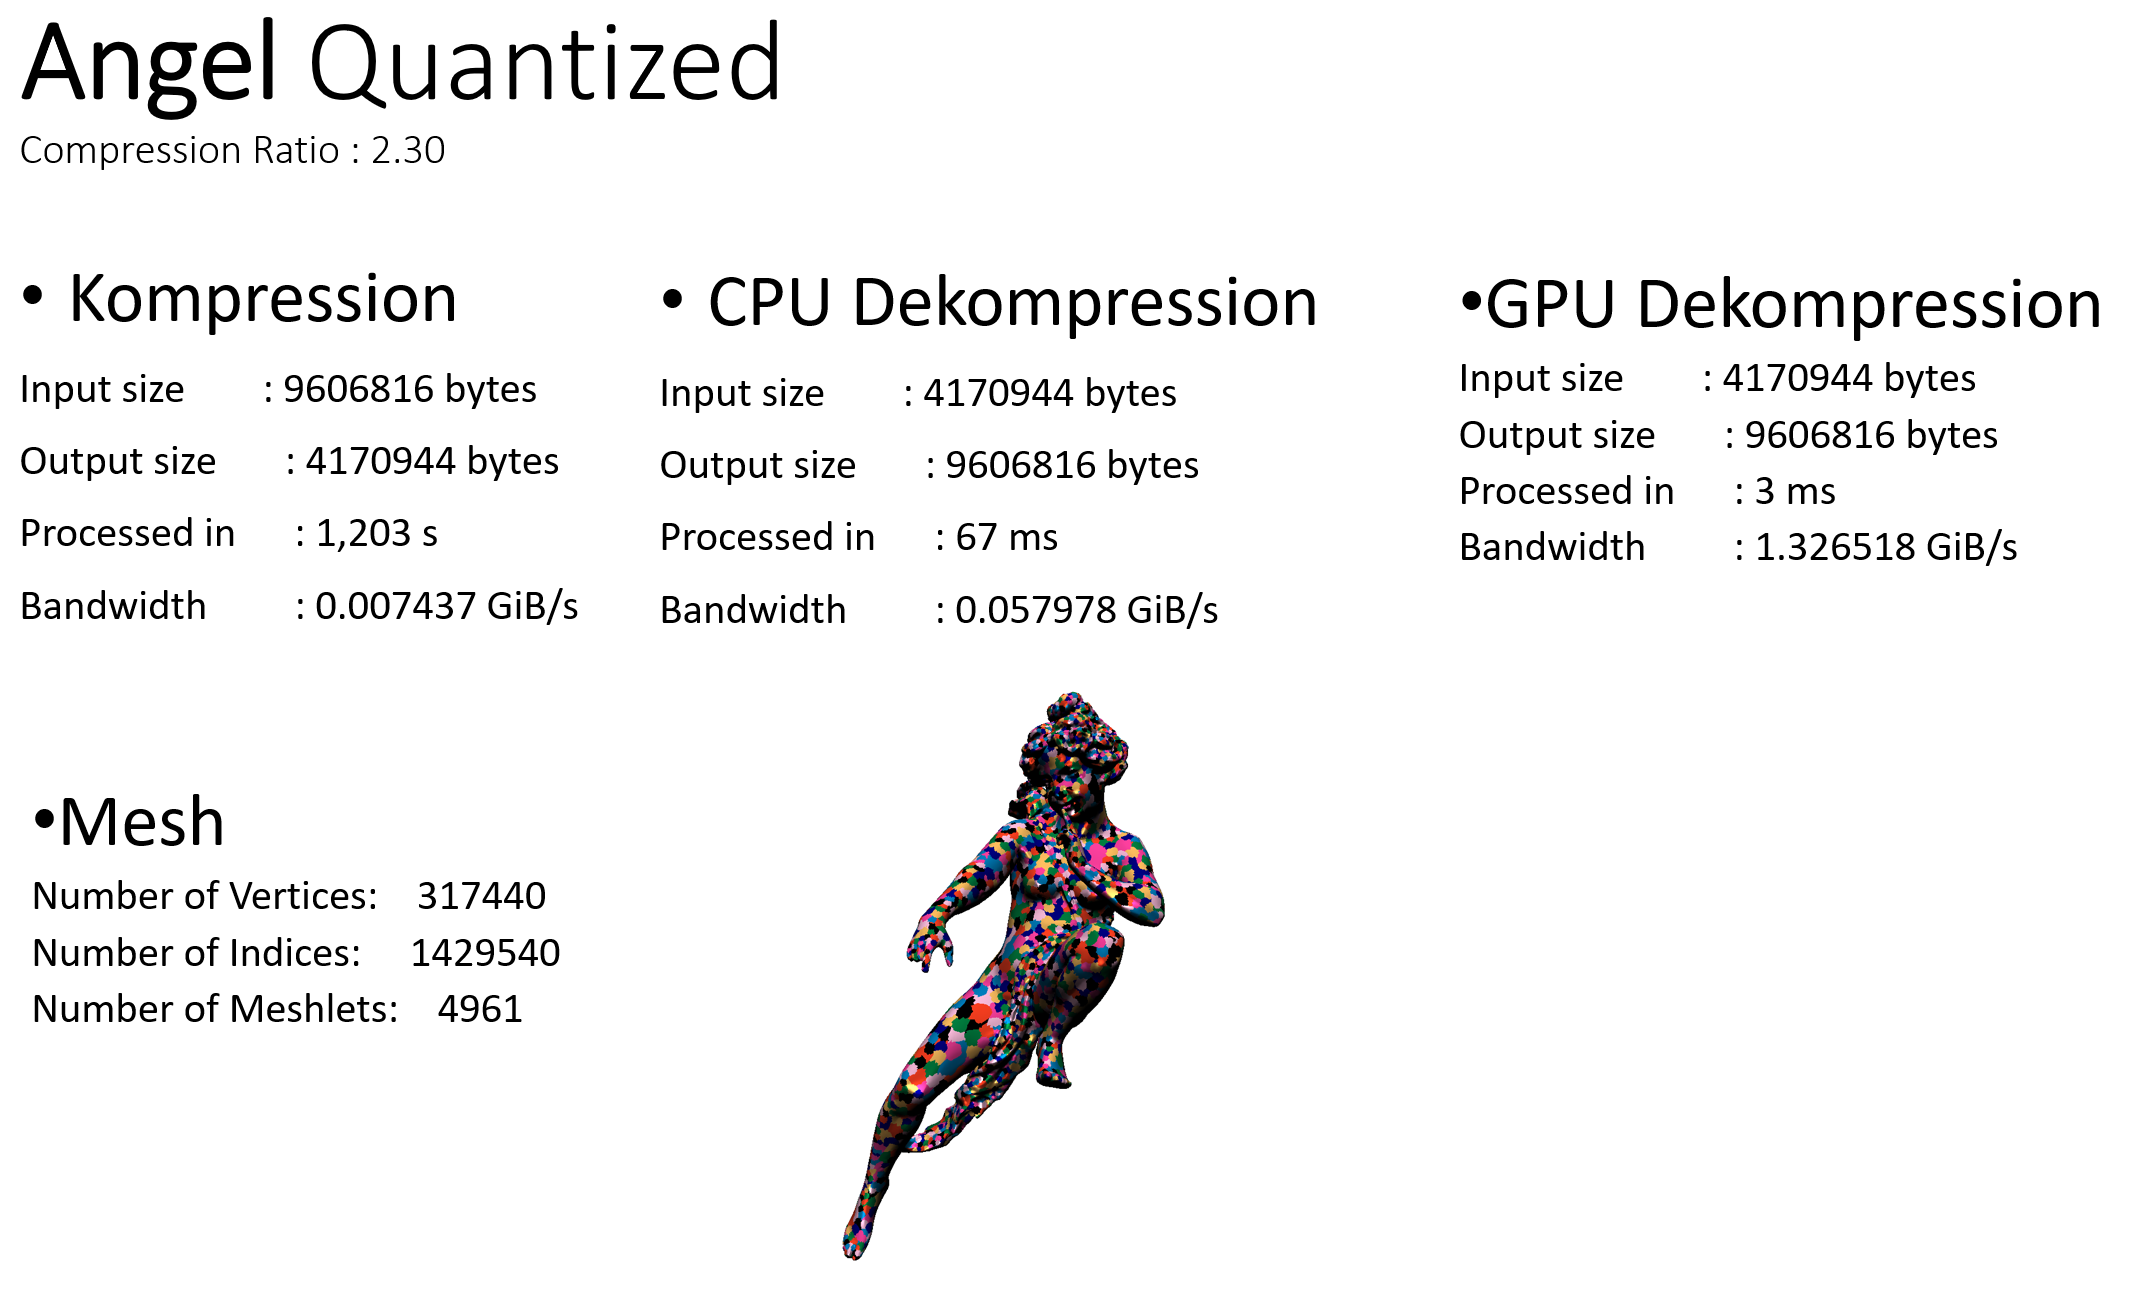 Angel Quantized
Compression Ratio : 2.30
• Kompression
Input size : 9606816 bytes
Output size : 4170944 bytes
Processed in : 1,203 s
Bandwidth : 0.007437 GiB/s
• CPU Dekompression
Input size : 4170944 bytes
Output size : 9606816 bytes
Processed in : 67 ms
Bandwidth : 0.057978 GiB/s
•GPU Dekompression
Input size : 4170944 bytes
Output size : 9606816 bytes
Processed in : 3 ms
Bandwidth : 1.326518 GiB/s
•Mesh
Number of Vertices: 317440
Number of Indices: 1429540
Number of Meshlets: 4961